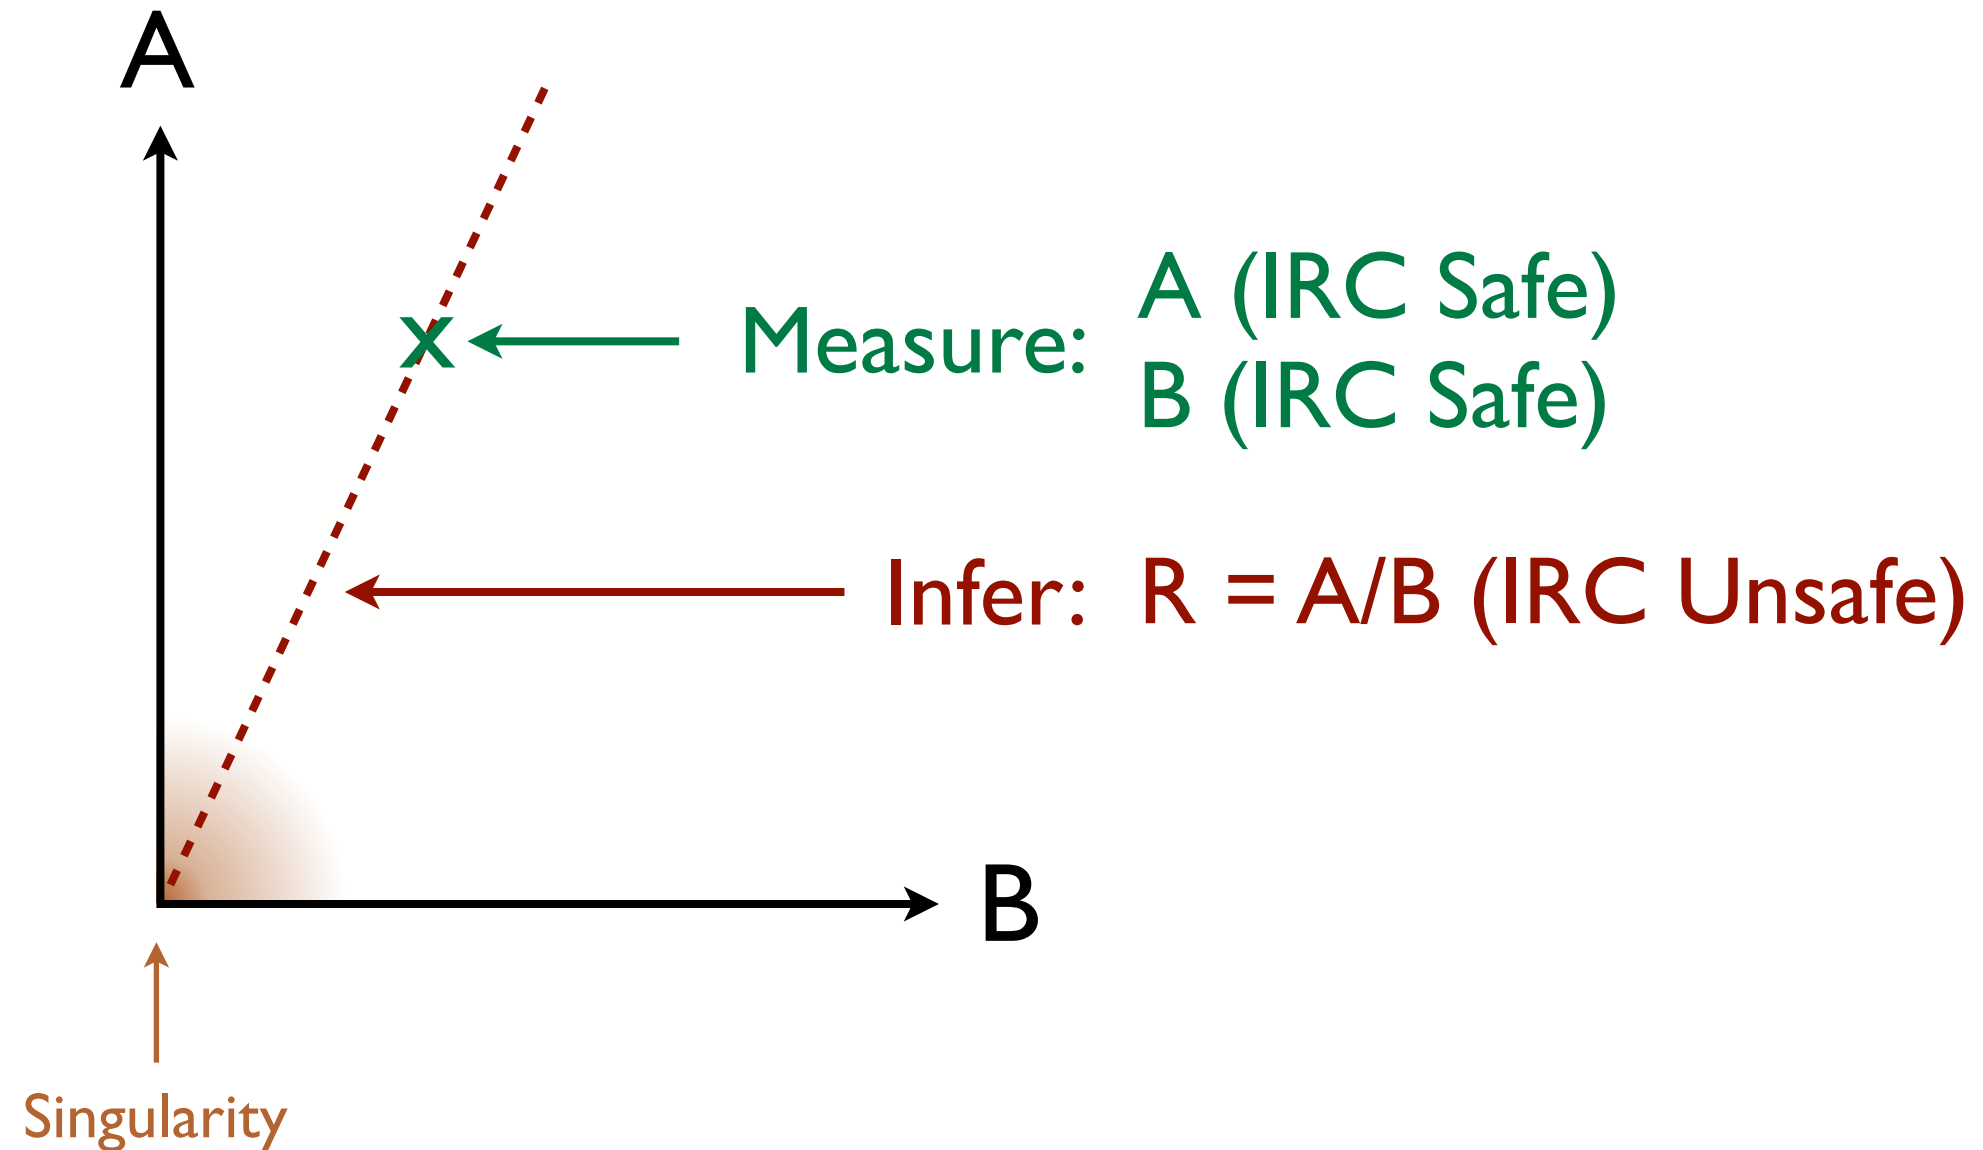 A
x
Measure:
A (IRC Safe)
B (IRC Safe)
Infer:
R = A/B (IRC Unsafe)
B
Singularity